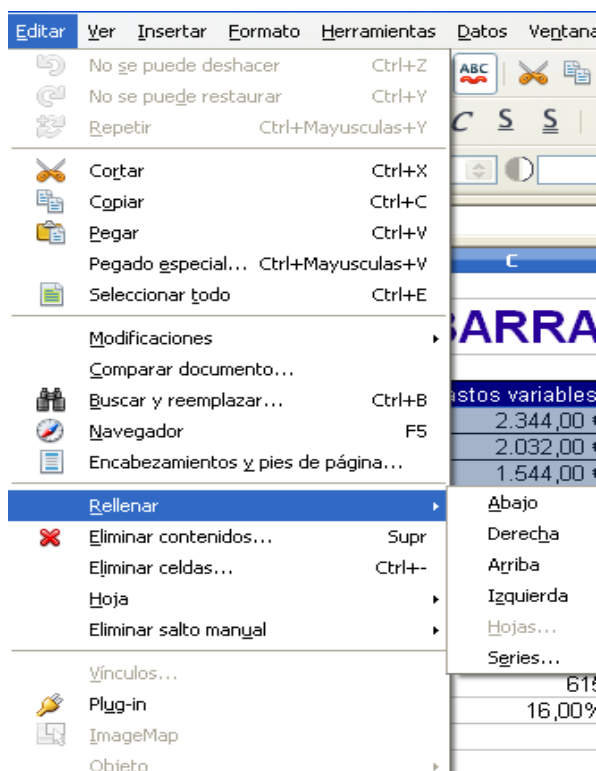 Editar Ver Insertar Formato Herramientas Datos Ventana
No se puede deshacer Ctrl+Z
ABC
No se puede restaurar Ctrl+Y
Repetir Ctrl+Mayusculas+Y
C S S
Cortar Ctrl+X
Copiar Ctrl+C
Pegar Ctrl+V
Pegado especial... Ctrl+Mayusculas+V
C
Seleccionar todo Ctrl+E
Modificaciones
BARRA
Comparar documento...
Buscar y reemplazar... Ctrl+B
astos variables
Navegador F5
2.344,00 €
2.032,00 €
Encabezamientos y pies de página...
1.544,00 €
Rellenar
Abajo
Eliminar contenidos... Supr
Derecha
Eliminar celdas... Ctrl+-
Arriba
Hoja
Izquierda
Eliminar salto manual
Hojas...
Series...
Vínculos...
615
Plug-in
16,00%
ImageMap
Objeto